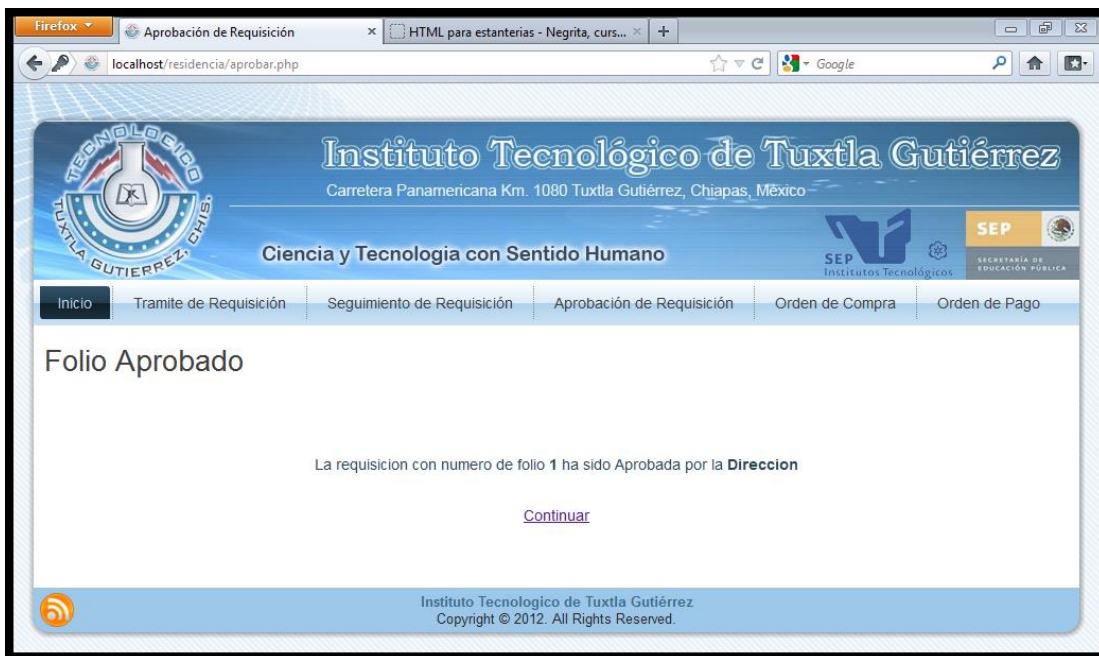 Firefox
Aprobación de Requisición
HTML para estanterias - Negrita, curs...
localhost/residencia/aprobar.php
Google
TECNOLOGICO
TUXTLA GUTIERREZ, CHIS.
Instituto Tecnológico de Tuxtla Gutiérrez
Carretera Panamericana Km. 1080 Tuxtla Gutiérrez, Chiapas, México
Ciencia y Tecnologia con Sentido Humano
SEP
Institutos Tecnológicos
SEP
SECRETARÍA DE
EDUCACIÓN PÚBLICA
Inicio Tramite de Requisición Seguimiento de Requisición Aprobación de Requisición Orden de Compra Orden de Pago
Folio Aprobado
La requisicion con numero de folio 1 ha sido Aprobada por la Direccion
Continuar
Instituto Tecnologico de Tuxtla Gutiérrez
Copyright © 2012. All Rights Reserved.